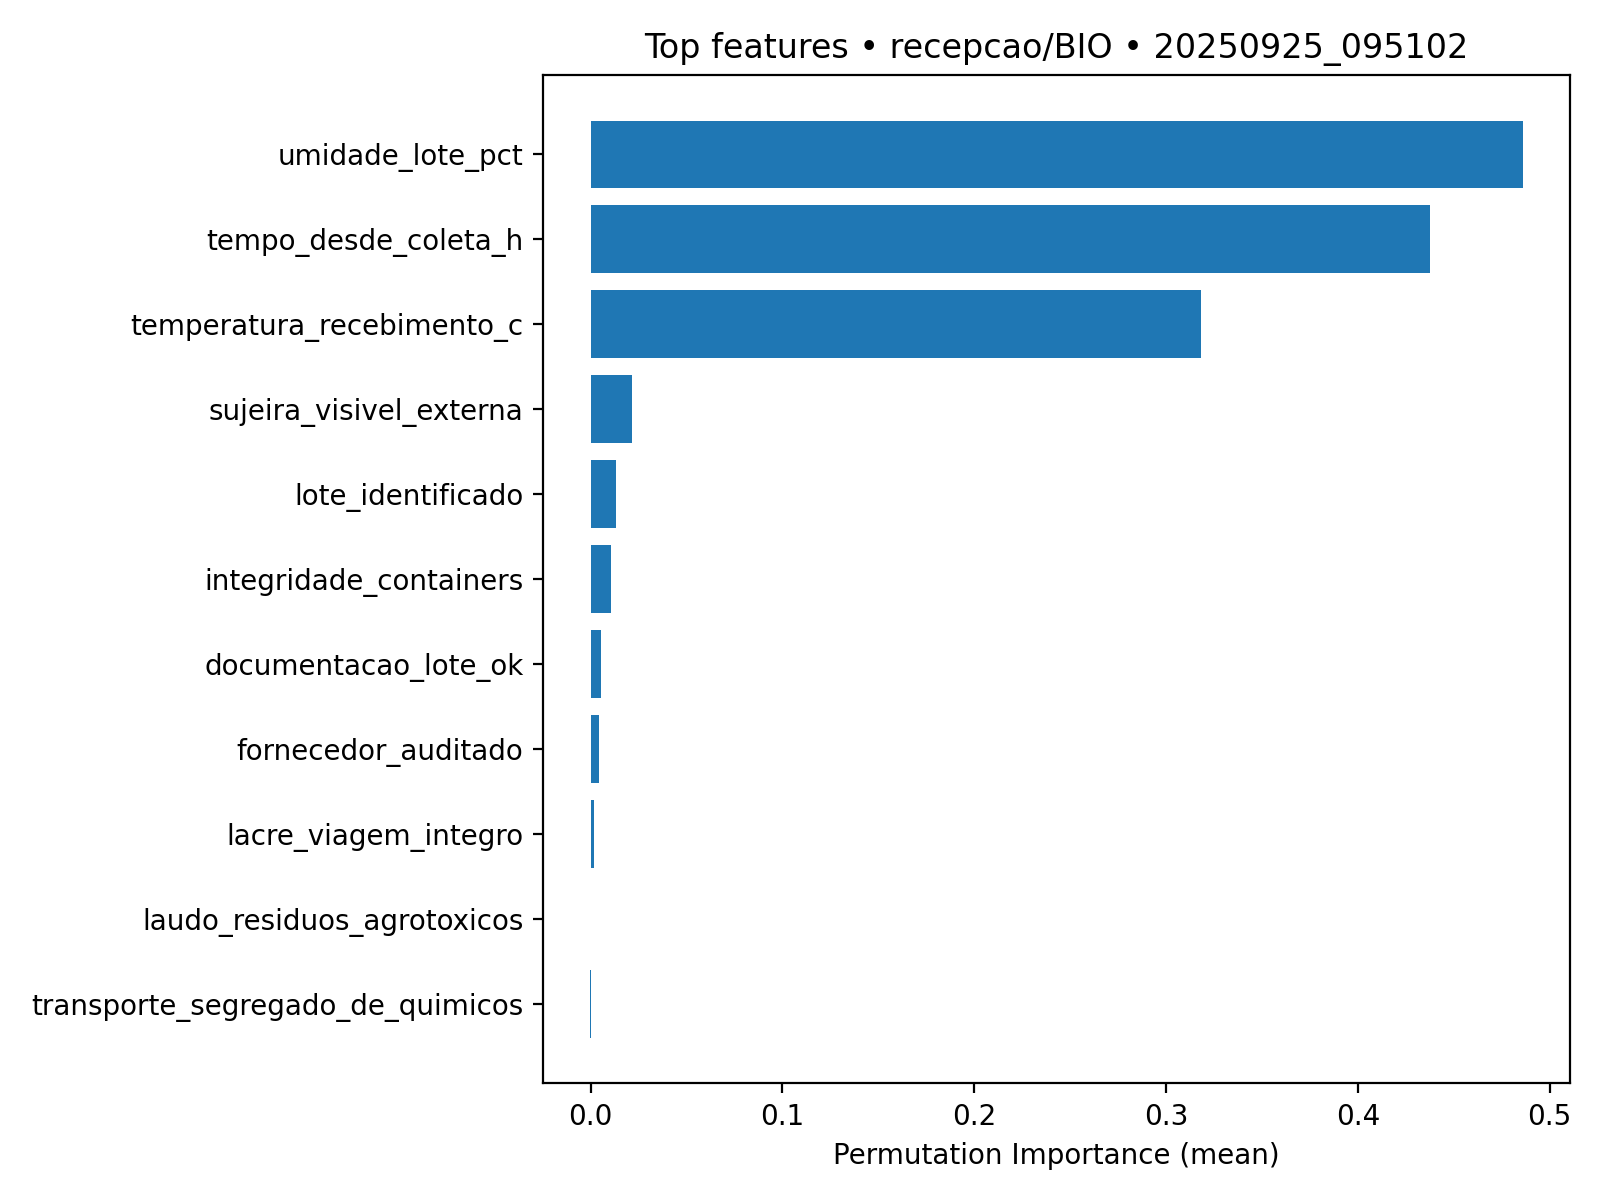 Top features • recepcao/BIO • 20250925_095102
umidade_lote_pct
tempo_desde_coleta_h
temperatura_recebimento_c
sujeira_visivel_externa
lote_identificado
integridade_containers
documentacao_lote_ok
fornecedor_auditado
lacre_viagem_integro
laudo_residuos_agrotoxicos
transporte_segregado_de_quimicos
0.0 0.1 0.2 0.3 0.4 0.5
Permutation Importance (mean)